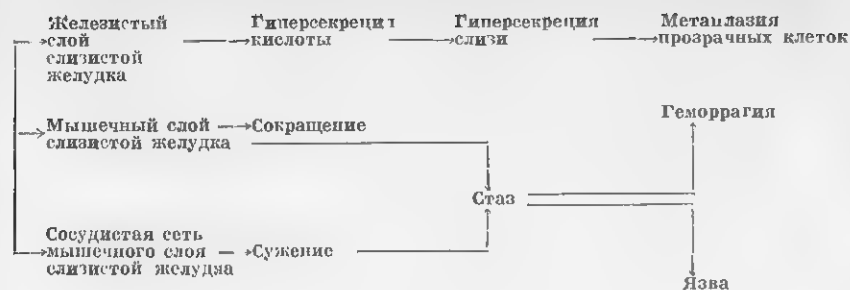 Железистый
слой
слизистой
желудка
Гиперсекреция
кислоты
Гиперсекреция
слизи
Метаплазия
прозрачных клеток
Мышечный слой
слизистой желудка
Сокращение
Геморрагия
Стаз
Сосудистая сеть
мышечного слоя
слизистой желудка
Сужение
Язва